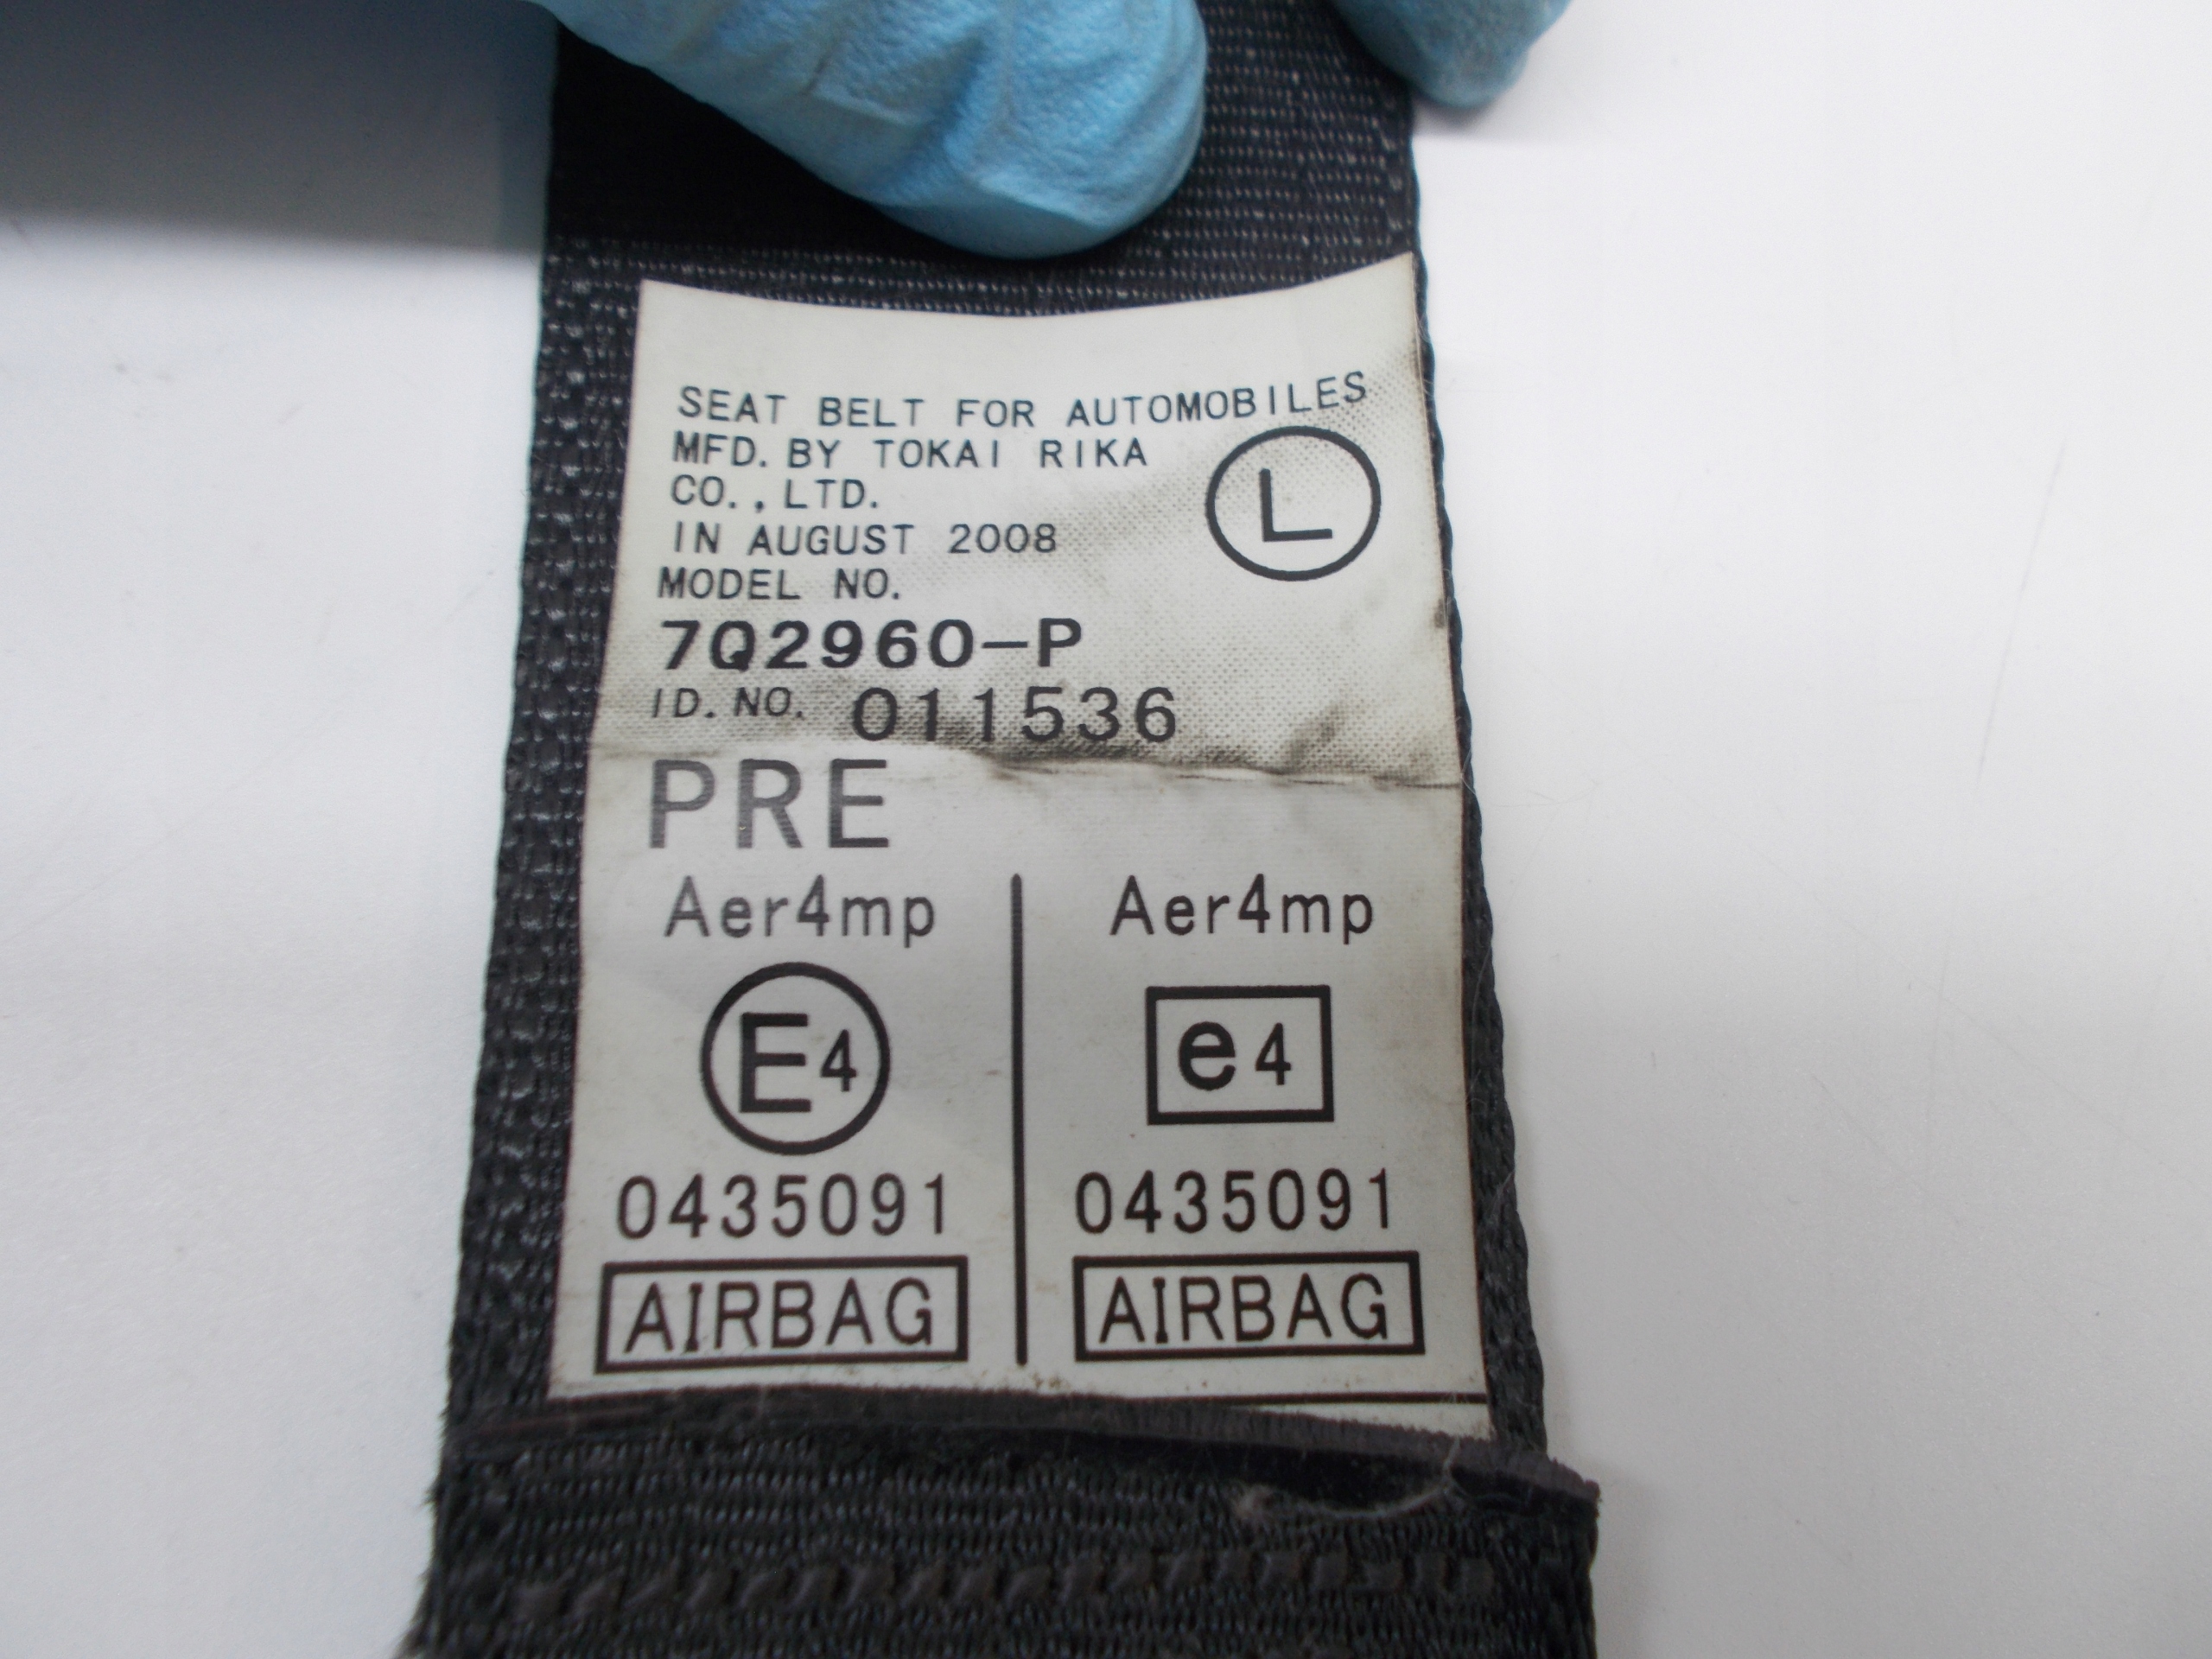 SEAT BELT FOR AUTOMOBILES
MFD. BY TOKAI RIKA
CO., LTD.
L
IN AUGUST 2008
MODEL NO.
7Q2960-P
ID. NO. 011536
PRE
Aer4mp
E4
0435091
AIRBAG
Aer4mp
e4
0435091
AIRBAG